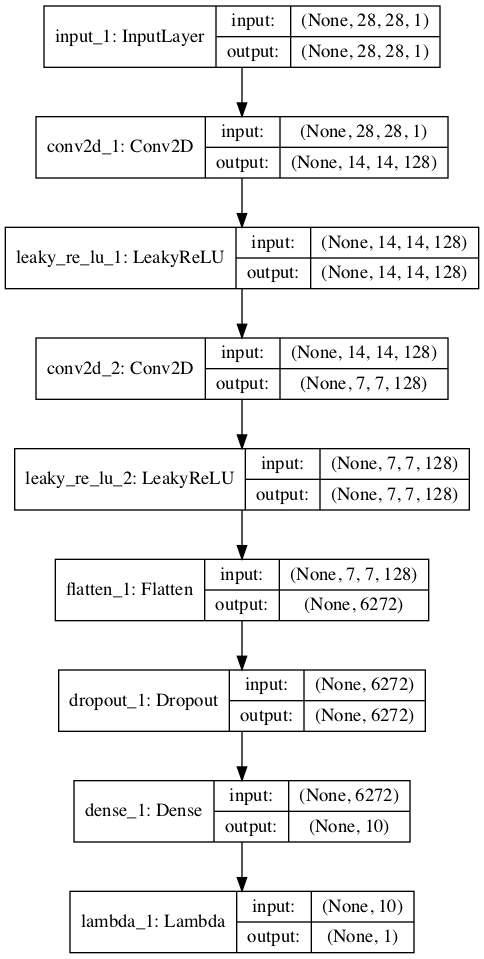 input_1: InputLayer
input: (None, 28, 28, 1)
output: (None, 28, 28, 1)
conv2d_1: Conv2D
input: (None, 28, 28, 1)
output: (None, 14, 14, 128)
leaky_re_lu_1: LeakyReLU
input: (None, 14, 14, 128)
output: (None, 14, 14, 128)
conv2d_2: Conv2D
input: (None, 14, 14, 128)
output: (None, 7, 7, 128)
leaky_re_lu_2: LeakyReLU
input: (None, 7, 7, 128)
output: (None, 7, 7, 128)
flatten_1: Flatten
input: (None, 7, 7, 128)
output: (None, 6272)
dropout_1: Dropout
input: (None, 6272)
output: (None, 6272)
dense_1: Dense
input: (None, 6272)
output: (None, 10)
lambda_1: Lambda
input: (None, 10)
output: (None, 1)